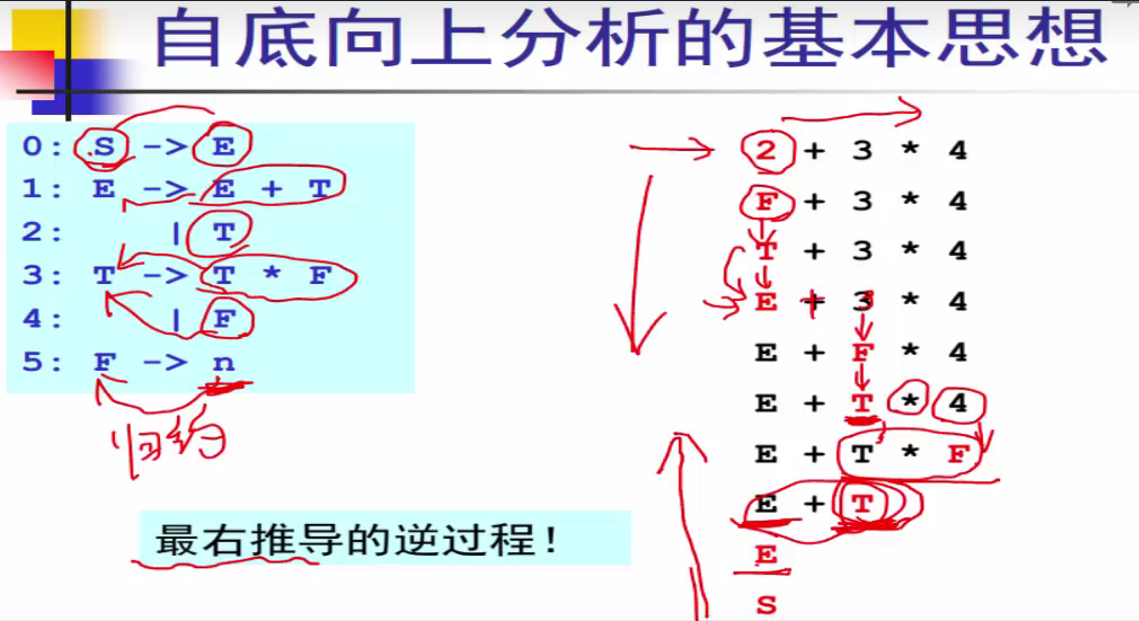 自底向上分析的基本思想
0: S -> E
1: E -> E + T
2: | T
3: T -> T * F
4: | F
5: F -> n
归约
最右推导的逆过程!
2 + 3 * 4
F + 3 * 4
T + 3 * 4
E + 3 * 4
E + F * 4
E + T * 4
E + T * F
E + T
E
S